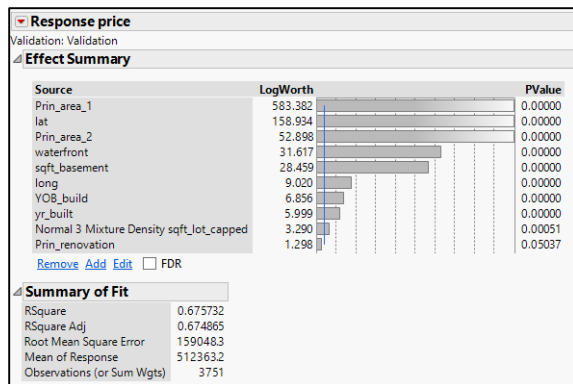 Response price
Validation: Validation
Effect Summary
Source LogWorth PValue
Prin_area_1 583.382 0.00000
lat 158.934 0.00000
Prin_area_2 52.898 0.00000
waterfront 31.617 0.00000
sqft_basement 28.459 0.00000
long 9.020 0.00000
YOB_build 6.856 0.00000
yr_built 5.999 0.00000
Normal 3 Mixture Density sqft_lot_capped 3.290 0.00051
Prin_renovation 1.298 0.05037
Remove Add Edit FDR
Summary of Fit
RSquare 0.675732
RSquare Adj 0.674865
Root Mean Square Error 159048.3
Mean of Response 512363.2
Observations (or Sum Wgts) 3751